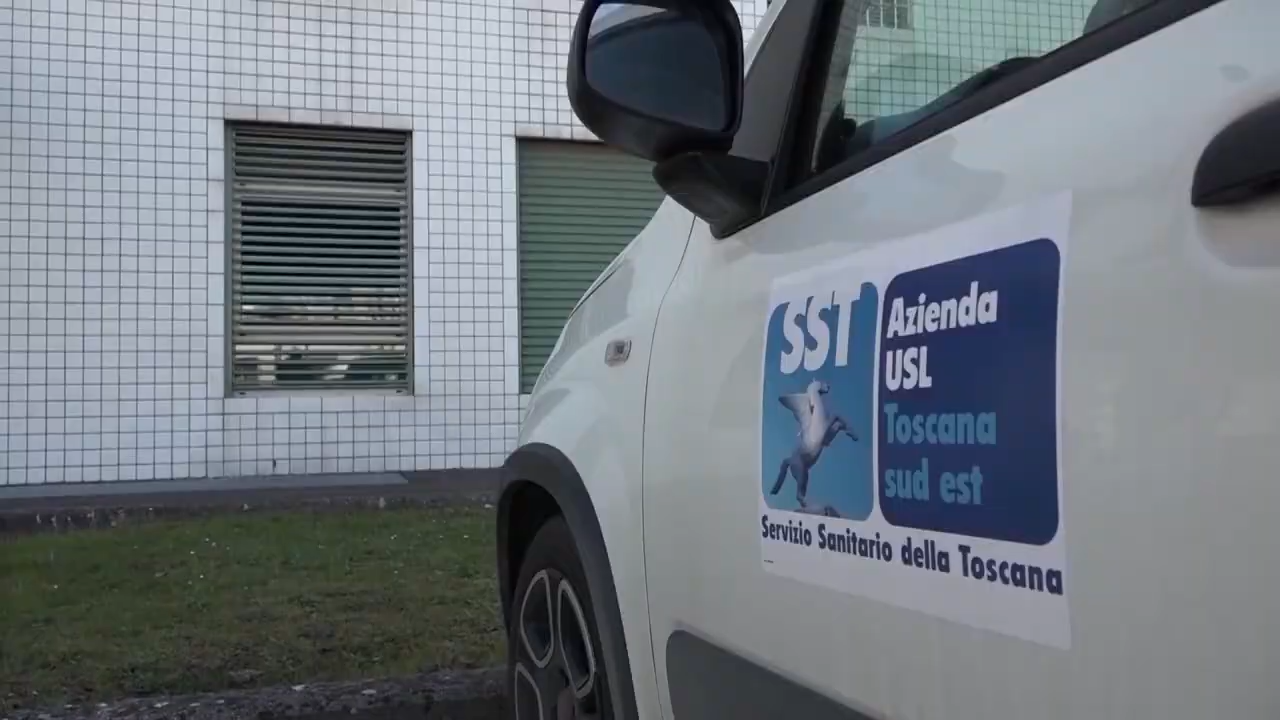 SST
Azienda
USL
Toscana
sud est
Servizio Sanitario della Toscana